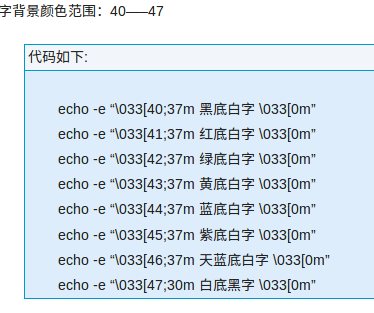 字背景颜色范围：40——47
代码如下:
echo -e “\033[40;37m 黑底白字 \033[0m”
echo -e “\033[41;37m 红底白字 \033[0m”
echo -e “\033[42;37m 绿底白字 \033[0m”
echo -e “\033[43;37m 黄底白字 \033[0m”
echo -e “\033[44;37m 蓝底白字 \033[0m”
echo -e “\033[45;37m 紫底白字 \033[0m”
echo -e “\033[46;37m 天蓝底白字 \033[0m”
echo -e “\033[47;30m 白底黑字 \033[0m”